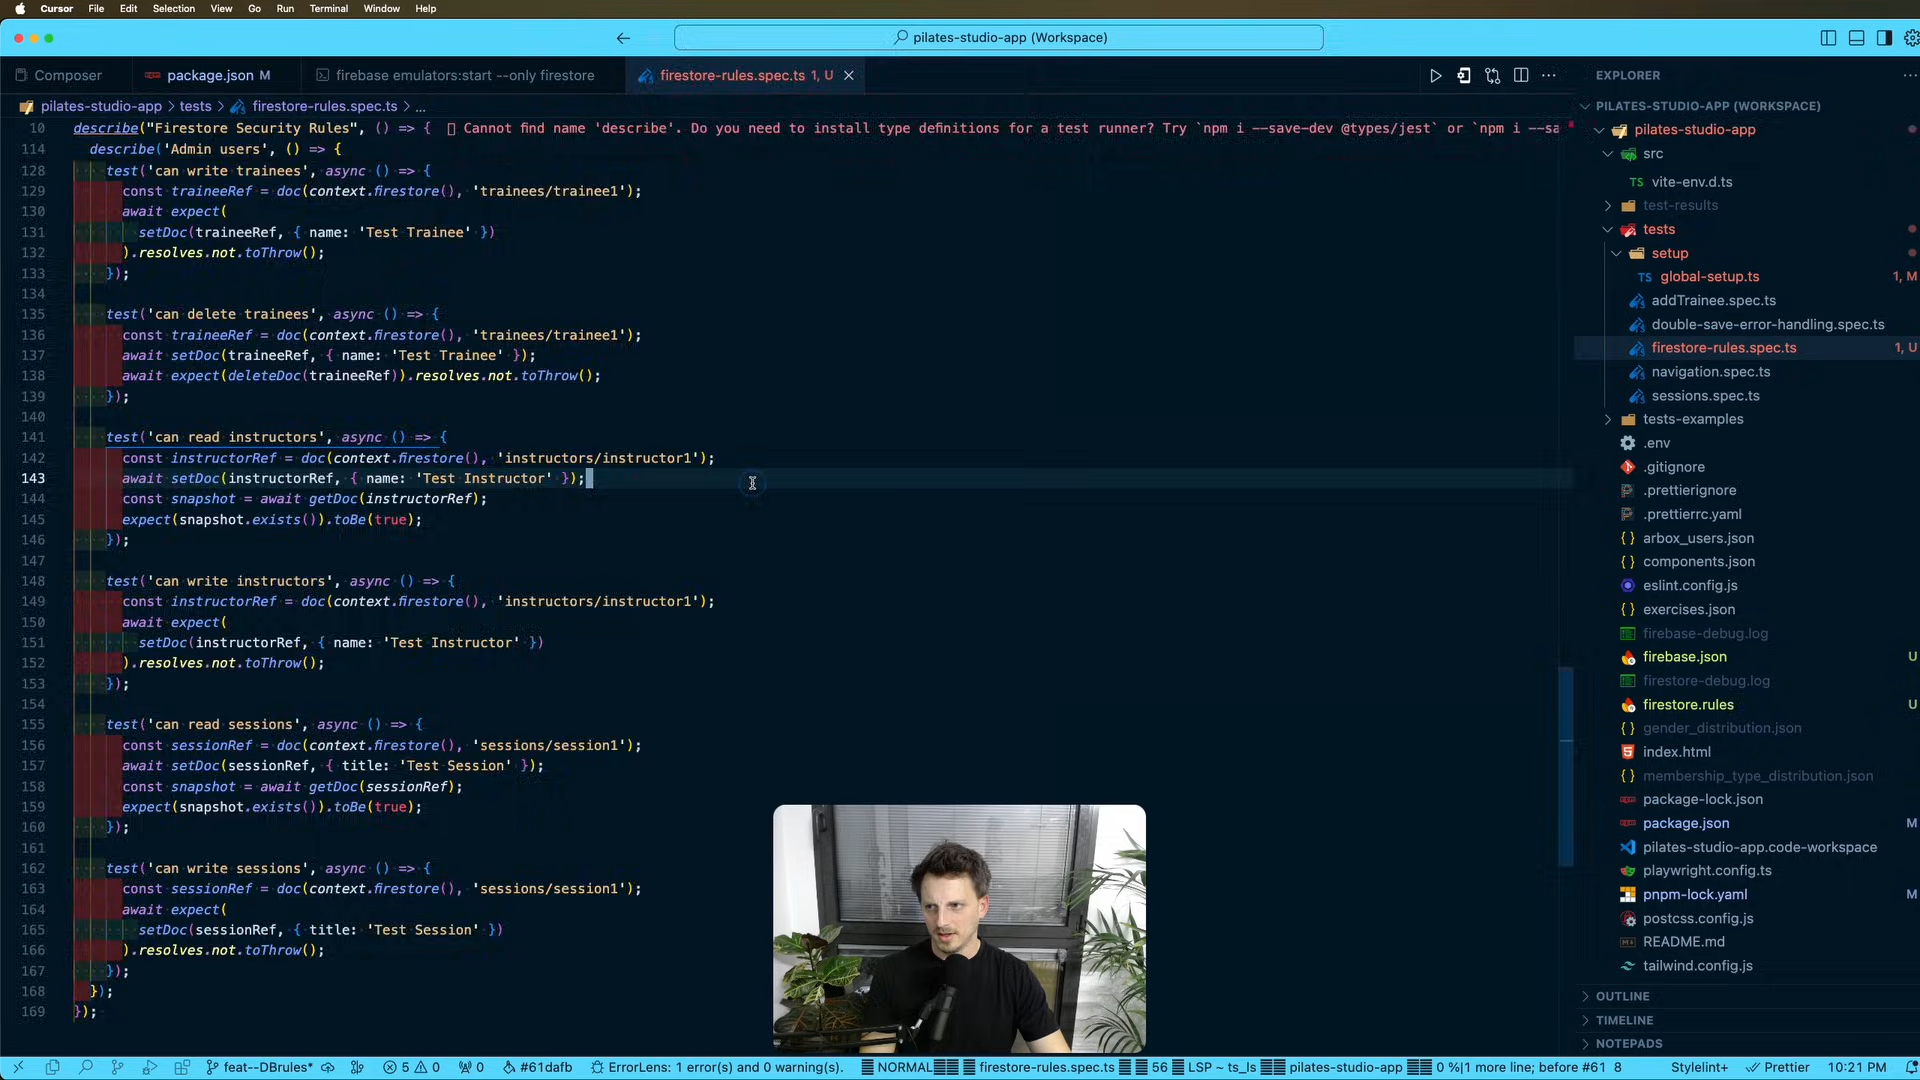 Cursor File Edit Selection View Go Run Terminal Window Help
pilates-studio-app (Workspace)
Composer package.json M firebase emulators:start --only firestore firestore-rules.spec.ts 1, U
pilates-studio-app > tests > firestore-rules.spec.ts > ...
10 describe("Firestore Security Rules", () => { Cannot find name 'describe'. Do you need to install type definitions for a test runner? Try `npm i --save-dev @types/jest` or `npm i --sa
114 describe('Admin users', () => {
128 test('can write trainees', async () => {
129 const traineeRef = doc(context.firestore(), 'trainees/trainee1');
130 await expect(
131 setDoc(traineeRef, { name: 'Test Trainee' })
132 ).resolves.not.toThrow();
133 });
134
135 test('can delete trainees', async () => {
136 const traineeRef = doc(context.firestore(), 'trainees/trainee1');
137 await setDoc(traineeRef, { name: 'Test Trainee' });
138 await expect(deleteDoc(traineeRef)).resolves.not.toThrow();
139 });
140
141 test('can read instructors', async () => {
142 const instructorRef = doc(context.firestore(), 'instructors/instructor1');
143 await setDoc(instructorRef, { name: 'Test Instructor' });
144 const snapshot = await getDoc(instructorRef);
145 expect(snapshot.exists()).toBe(true);
146 });
147
148 test('can write instructors', async () => {
149 const instructorRef = doc(context.firestore(), 'instructors/instructor1');
150 await expect(
151 setDoc(instructorRef, { name: 'Test Instructor' })
152 ).resolves.not.toThrow();
153 });
154
155 test('can read sessions', async () => {
156 const sessionRef = doc(context.firestore(), 'sessions/session1');
157 await setDoc(sessionRef, { title: 'Test Session' });
158 const snapshot = await getDoc(sessionRef);
159 expect(snapshot.exists()).toBe(true);
160 });
161
162 test('can write sessions', async () => {
163 const sessionRef = doc(context.firestore(), 'sessions/session1');
164 await expect(
165 setDoc(sessionRef, { title: 'Test Session' })
166 ).resolves.not.toThrow();
167 });
168 });
169 });
EXPLORER
PILATES-STUDIO-APP (WORKSPACE)
pilates-studio-app
src
TS vite-env.d.ts
test-results
tests
setup
TS global-setup.ts 1, M
addTrainee.spec.ts
double-save-error-handling.spec.ts
firestore-rules.spec.ts 1, U
navigation.spec.ts
sessions.spec.ts
tests-examples
.env
.gitignore
.prettierignore
.prettierrc.yaml
arbox_users.json
components.json
eslint.config.js
exercises.json
firebase-debug.log
firebase.json U
firestore-debug.log
firestore.rules U
gender_distribution.json
index.html
membership_type_distribution.json
package-lock.json
package.json M
pilates-studio-app.code-workspace
playwright.config.ts
pnpm-lock.yaml M
postcss.config.js
README.md
tailwind.config.js
OUTLINE
TIMELINE
NOTEPADS
feat--DBrules* 5 0 0 #61dafb ErrorLens: 1 error(s) and 0 warning(s). NORMAL firestore-rules.spec.ts 56 LSP ~ ts_ls pilates-studio-app 0 %|1 more line; before #61 8 Stylelint+ Prettier 10:21 PM